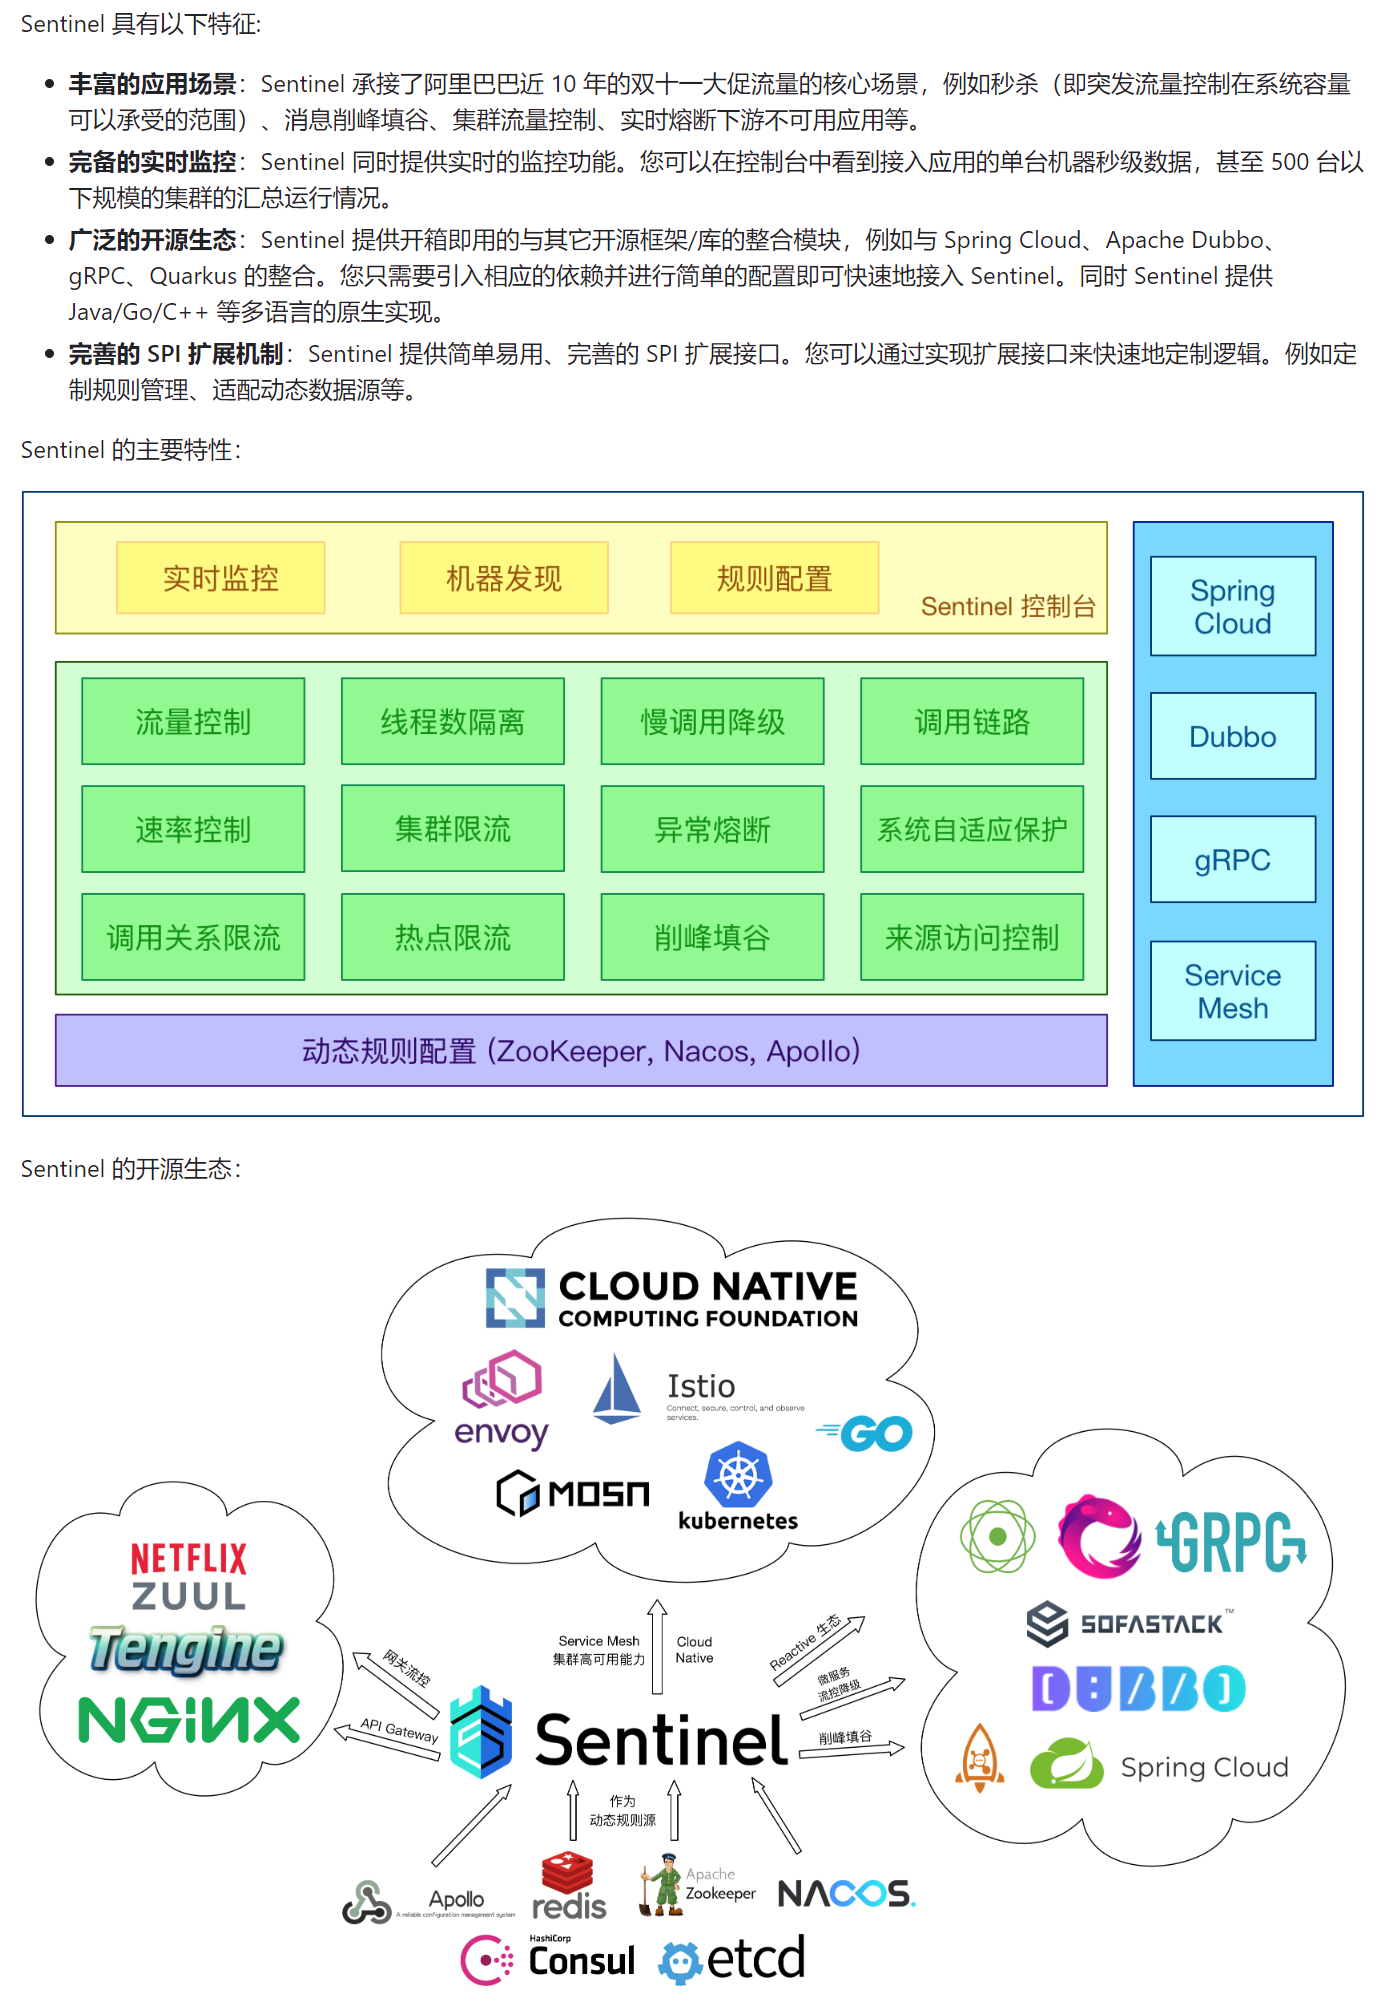 Sentinel 具有以下特征:
丰富的应用场景：Sentinel 承接了阿里巴巴近 10 年的双十一大促流量的核心场景，例如秒杀（即突发流量控制在系统容量
可以承受的范围）、消息削峰填谷、集群流量控制、实时熔断下游不可用应用等。
完备的实时监控：Sentinel 同时提供实时的监控功能。您可以在控制台中看到接入应用的单台机器秒级数据，甚至 500 台以
下规模的集群的汇总运行情况。
广泛的开源生态：Sentinel 提供开箱即用的与其它开源框架/库的整合模块，例如与 Spring Cloud、Apache Dubbo、
gRPC、Quarkus 的整合。您只需要引入相应的依赖并进行简单的配置即可快速地接入 Sentinel。同时 Sentinel 提供
Java/Go/C++ 等多语言的原生实现。
完善的 SPI 扩展机制：Sentinel 提供简单易用、完善的 SPI 扩展接口。您可以通过实现扩展接口来快速地定制逻辑。例如定
制规则管理、适配动态数据源等。
Sentinel 的主要特性：
实时监控 机器发现 规则配置
Sentinel 控制台
流量控制 线程数隔离 慢调用降级 调用链路
速率控制 集群限流 异常熔断 系统自适应保护
调用关系限流 热点限流 削峰填谷 来源访问控制
动态规则配置 (ZooKeeper, Nacos, Apollo)
Spring
Cloud
Dubbo
gRPC
Service
Mesh
Sentinel 的开源生态：
CLOUD NATIVE
COMPUTING FOUNDATION
envoy
Istio
Connect, secure, control, and observe
services.
GO
MOSN
kubernetes
NETFLIX
ZUUL
Tengine
NGINX
GRPC
SOFASTACK™
DUBBO
Spring Cloud
网关流控
API Gateway
Service Mesh
集群高可用能力
Cloud
Native
Reactive 生态
微服务
流控降级
削峰填谷
Sentinel
作为
动态规则源
Apollo
A reliable configuration management system
redis
Apache
Zookeeper
NACOS.
HashiCorp
Consul
etcd